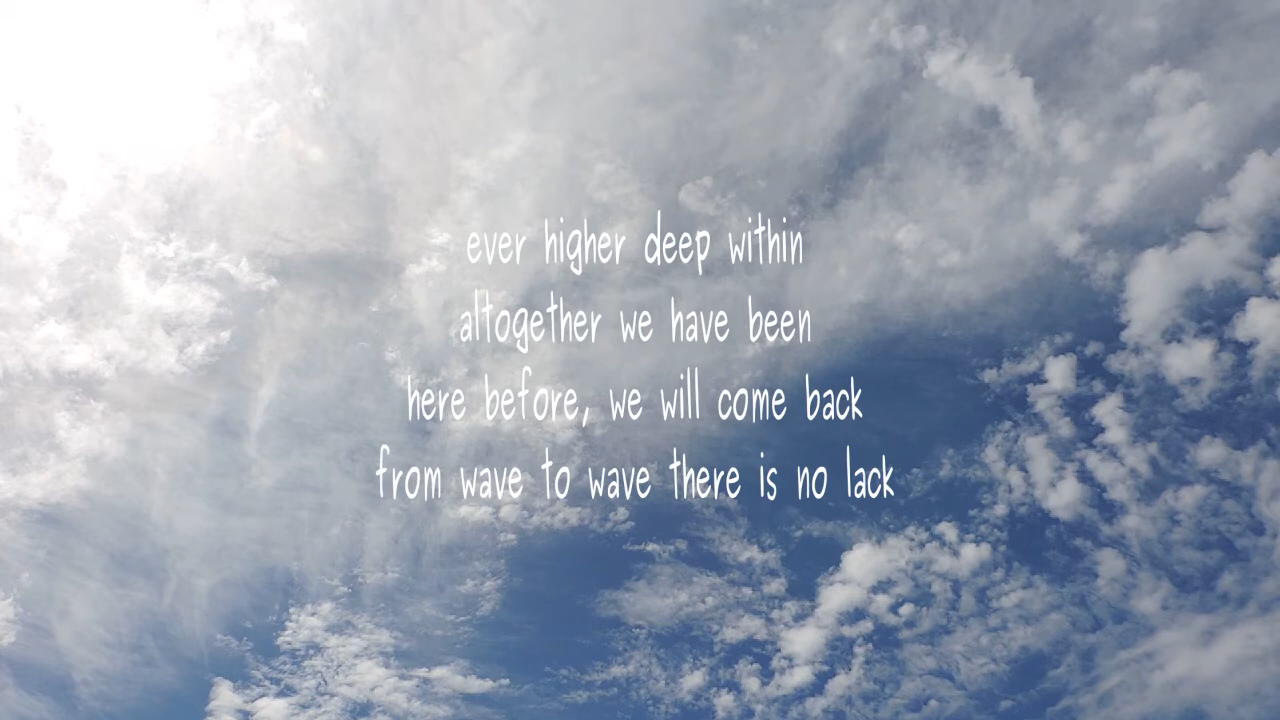 ever higher deep within
altogether we have been
here before, we will come back
from wave to wave there is no lack